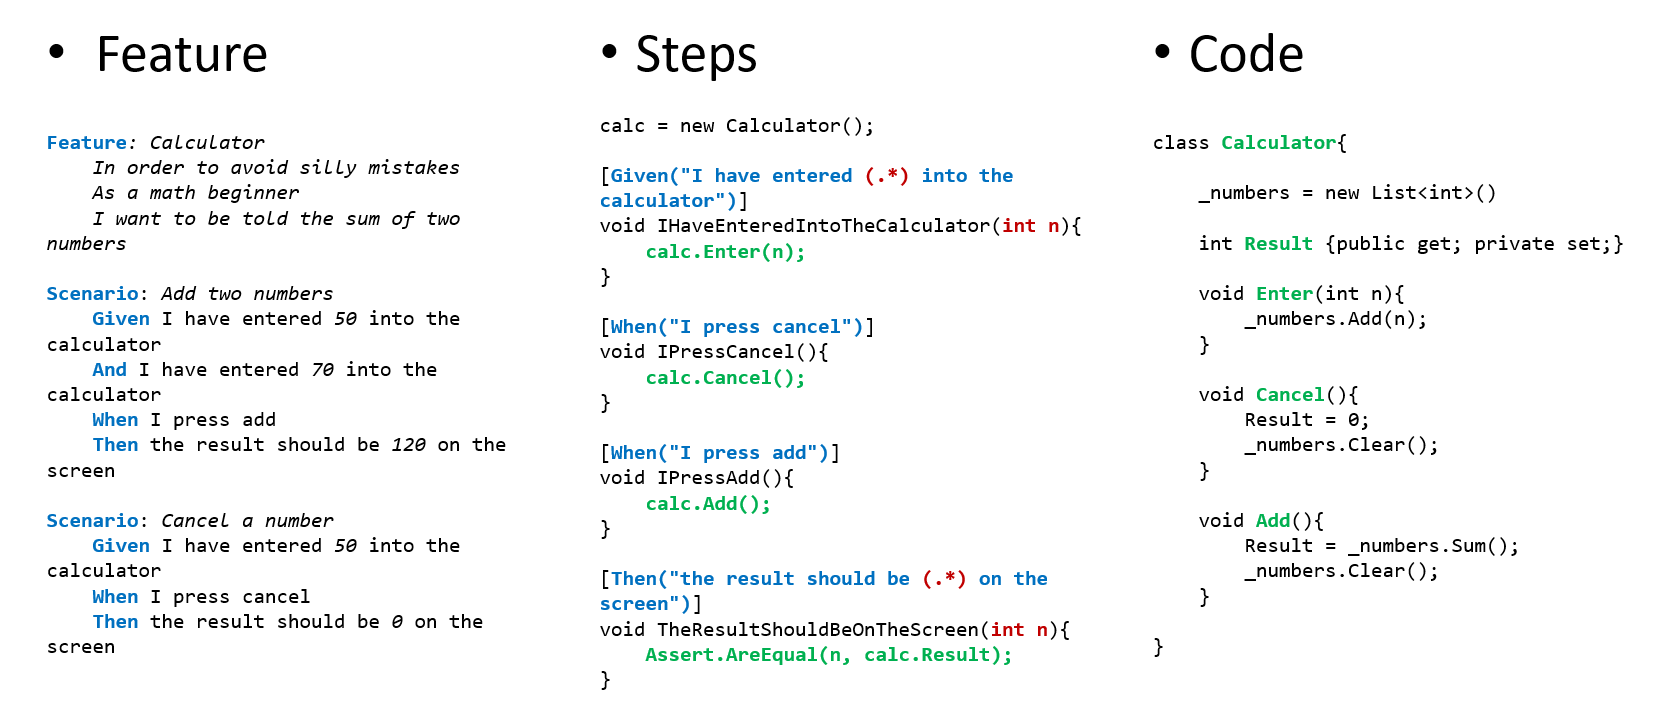 • Feature
Feature: Calculator
In order to avoid silly mistakes
As a math beginner
I want to be told the sum of two
numbers
Scenario: Add two numbers
Given I have entered 50 into the
calculator
And I have entered 70 into the
calculator
When I press add
Then the result should be 120 on the
screen
Scenario: Cancel a number
Given I have entered 50 into the
calculator
When I press cancel
Then the result should be 0 on the
screen
• Steps
calc = new Calculator();
[Given("I have entered (.*) into the
calculator")]
void IHaveEnteredIntoTheCalculator(int n){
calc.Enter(n);
}
[When("I press cancel")]
void IPressCancel(){
calc.Cancel();
}
[When("I press add")]
void IPressAdd(){
calc.Add();
}
[Then("the result should be (.*) on the
screen")]
void TheResultShouldBeOnTheScreen(int n){
Assert.AreEqual(n, calc.Result);
}
• Code
class Calculator{
_numbers = new List<int>()
int Result {public get; private set;}
void Enter(int n){
_numbers.Add(n);
}
void Cancel(){
Result = 0;
_numbers.Clear();
}
void Add(){
Result = _numbers.Sum();
_numbers.Clear();
}
}